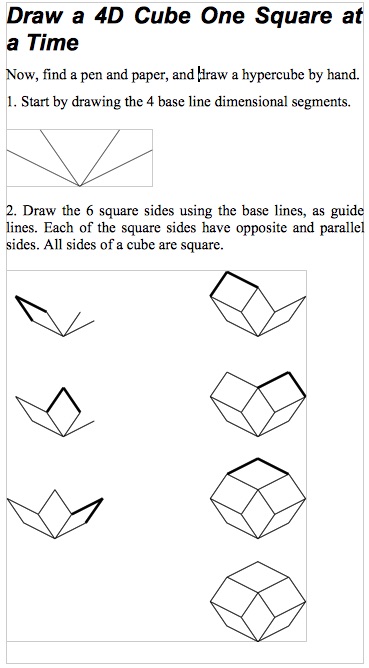 Draw a 4D Cube One Square at
a Time
Now, find a pen and paper, and draw a hypercube by hand.
1. Start by drawing the 4 base line dimensional segments.
2. Draw the 6 square sides using the base lines, as guide
lines. Each of the square sides have opposite and parallel
sides. All sides of a cube are square.